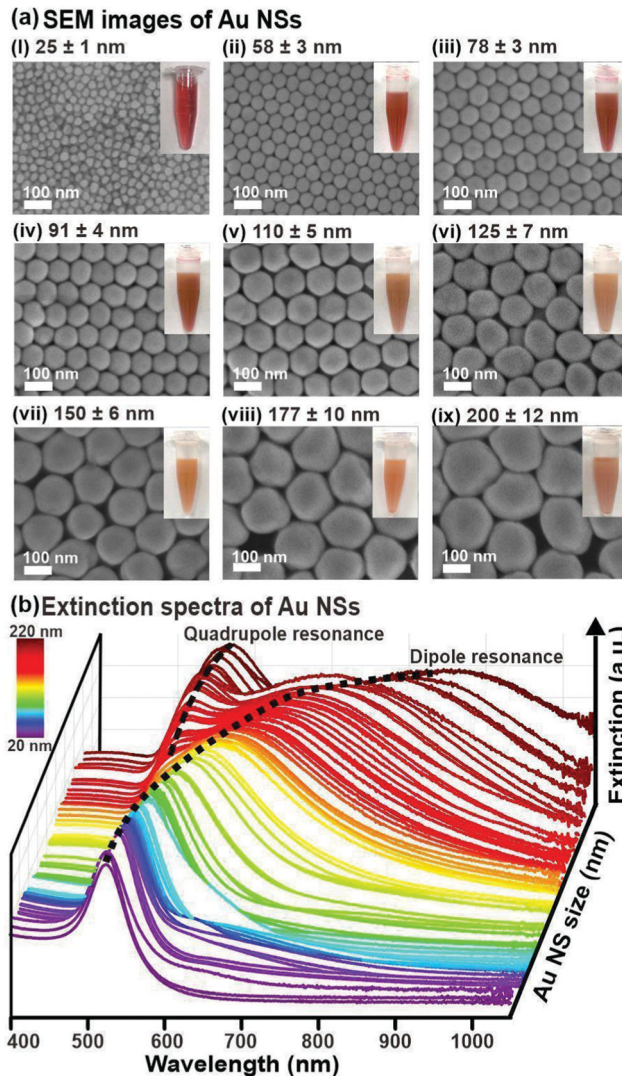 (a) SEM images of Au NSs
(I) 25 ± 1 nm
(ii) 58 ± 3 nm
(iii) 78 ± 3 nm
100 nm
100 nm
100 nm
(iv) 91 ± 4 nm
(v) 110 ± 5 nm
(vi) 125 ± 7 nm
100 nm
100 nm
100 nm
(vii) 150 ± 6 nm
(viii) 177 ± 10 nm
(ix) 200 ± 12 nm
100 nm
100 nm
100 nm
(b) Extinction spectra of Au NSs
220 nm
20 nm
Quadrupole resonance
Dipole resonance
Extinction (a.u.)
Au NS size (nm)
400 500 600 700 800 900 1000
Wavelength (nm)